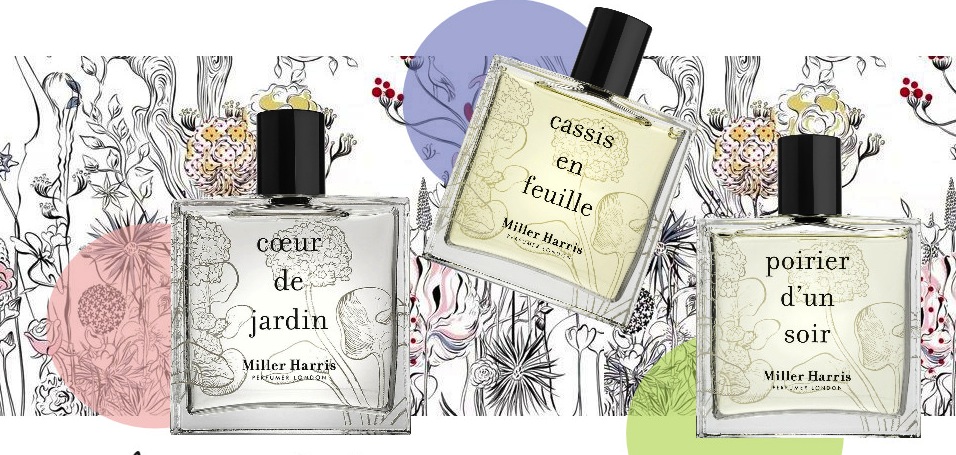 cœur
de
jardin
Miller Harris
PERFUMER LONDON
cassis
en
feuille
Miller Harris
PERFUMER LONDON
poirier
d'un
soir
Miller Harris
PERFUMER LONDON